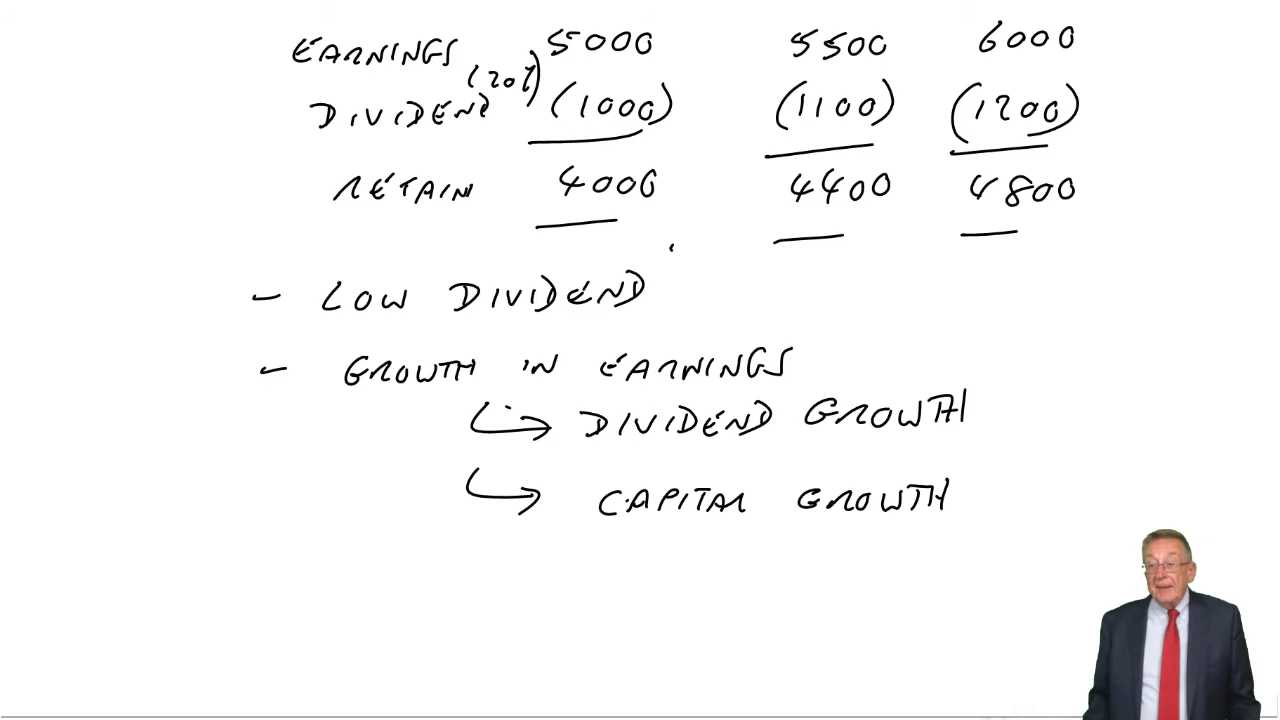 EARNINGS 5000 5500 6000
(20%)
DIVIDEND (1000) (1100) (1200)
RETAIN 4000 4400 4800
- LOW DIVIDEND
- GROWTH IN EARNINGS
↳ DIVIDEND GROWTH
↳ CAPITAL GROWTH